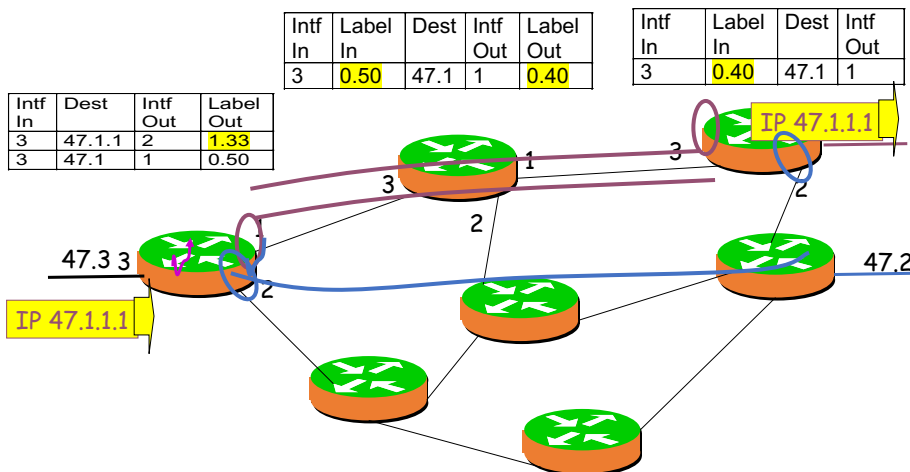 Intf In Label In Dest Intf Out Label Out
3 0.50 47.1 1 0.40
Intf In Label In Dest Intf Out
3 0.40 47.1 1
Intf In Dest Intf Out Label Out
3 47.1.1 2 1.33
3 47.1 1 0.50
IP 47.1.1.1
1
3
3
2
2
1
47.3 3
47.2
2
IP 47.1.1.1